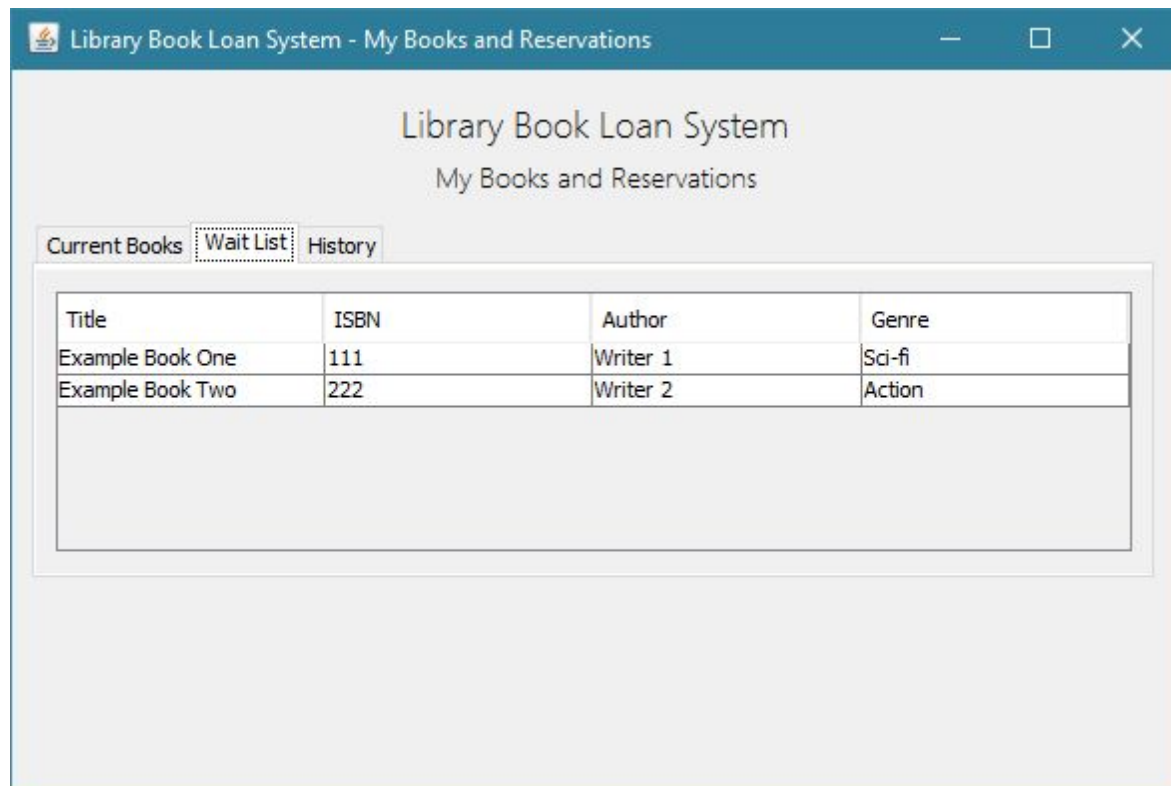 Library Book Loan System - My Books and Reservations
Library Book Loan System
My Books and Reservations
Current Books Wait List History
Title ISBN Author Genre
Example Book One 111 Writer 1 Sci-fi
Example Book Two 222 Writer 2 Action